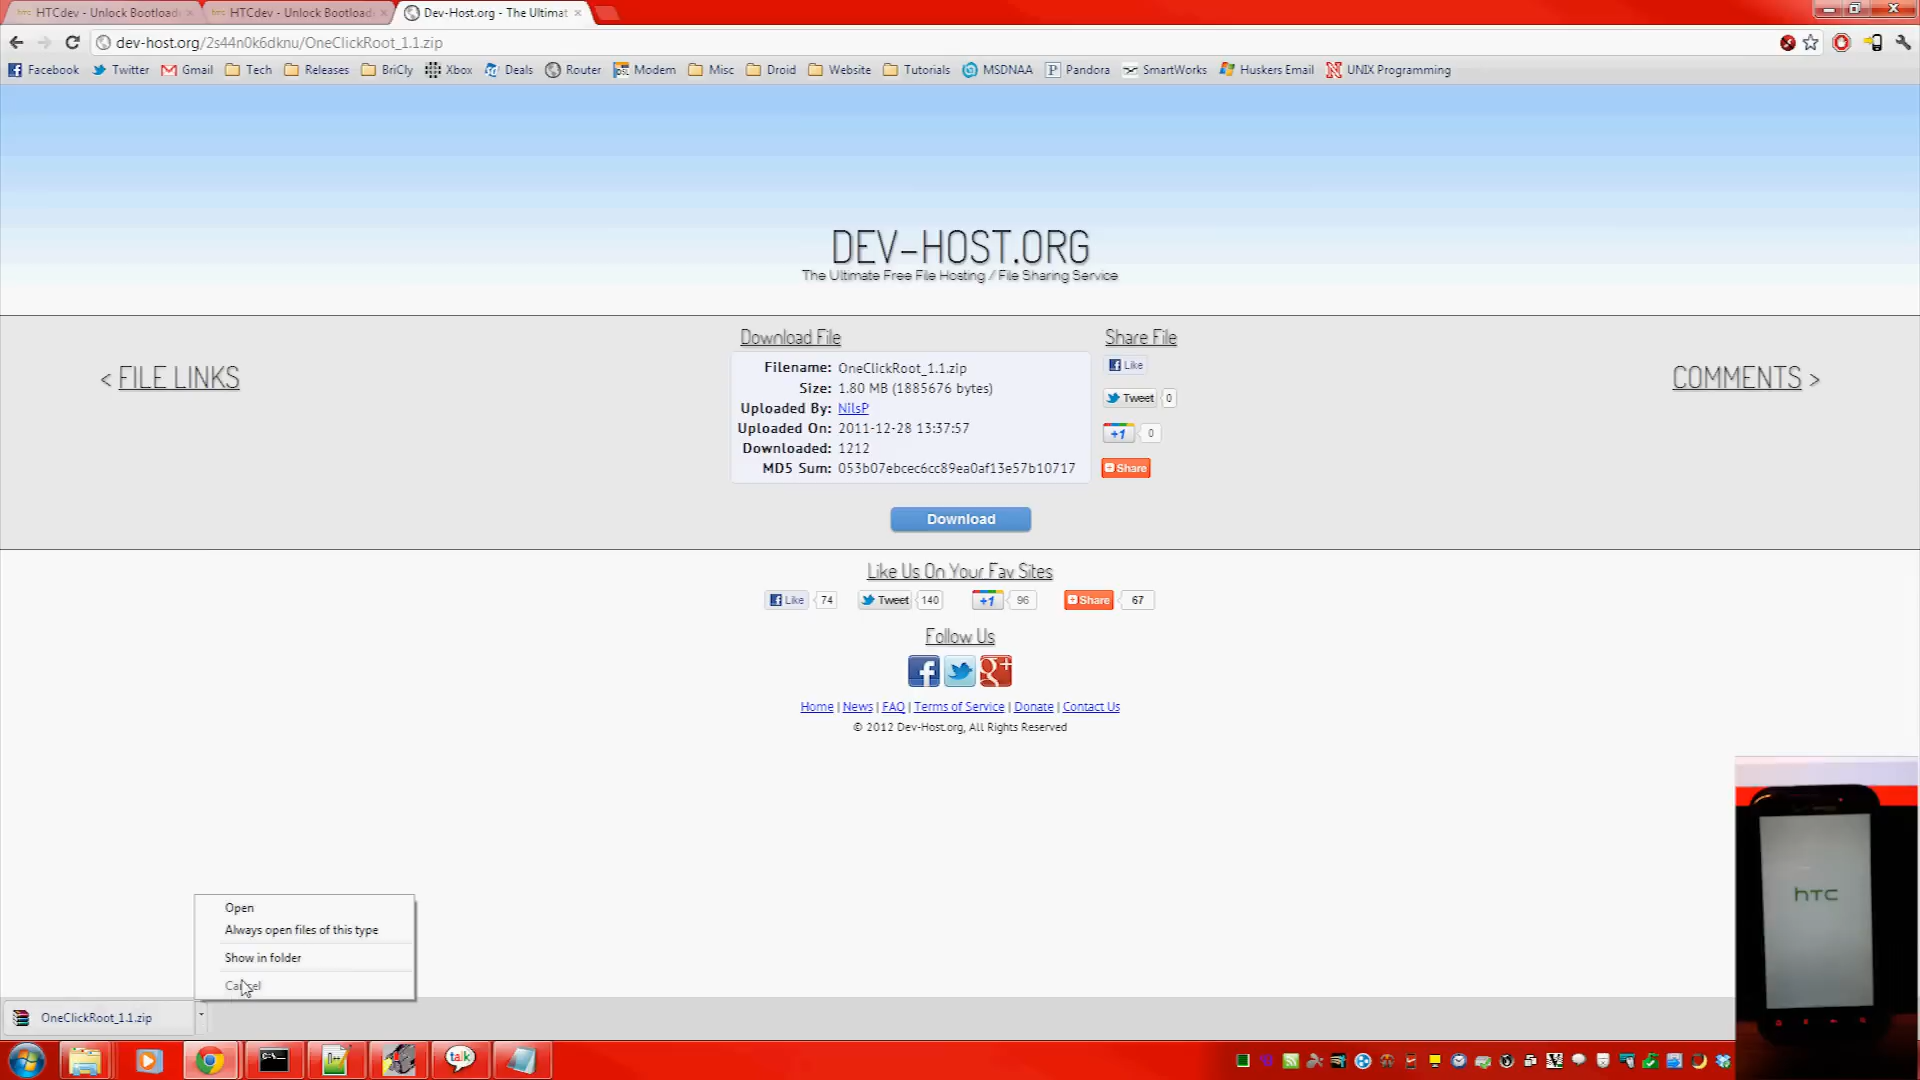 HTCdev - Unlock Bootload
HTCdev - Unlock Bootload
Dev-Host.org - The Ultimat
dev-host.org/2s44n0k6dknu/OneClickRoot_1.1.zip
Facebook Twitter Gmail Tech Releases BriCly Xbox Deals Router Modem Misc Droid Website Tutorials MSDNAA Pandora SmartWorks Huskers Email UNIX Programming
DEV-HOST.ORG
The Ultimate Free File Hosting / File Sharing Service
< FILE LINKS
Download File
Filename: OneClickRoot_1.1.zip
Size: 1.80 MB (1885676 bytes)
Uploaded By: NilsP
Uploaded On: 2011-12-28 13:37:57
Downloaded: 1212
MD5 Sum: 053b07ebcec6cc89ea0af13e57b10717
Share File
Like
Tweet 0
+1 0
Share
COMMENTS >
Download
Like Us On Your Fav Sites
Like 74 Tweet 140 +1 96 Share 67
Follow Us
Home | News | FAQ | Terms of Service | Donate | Contact Us
© 2012 Dev-Host.org, All Rights Reserved
Open
Always open files of this type
Show in folder
Cancel
OneClickRoot_1.1.zip
talk
hTC